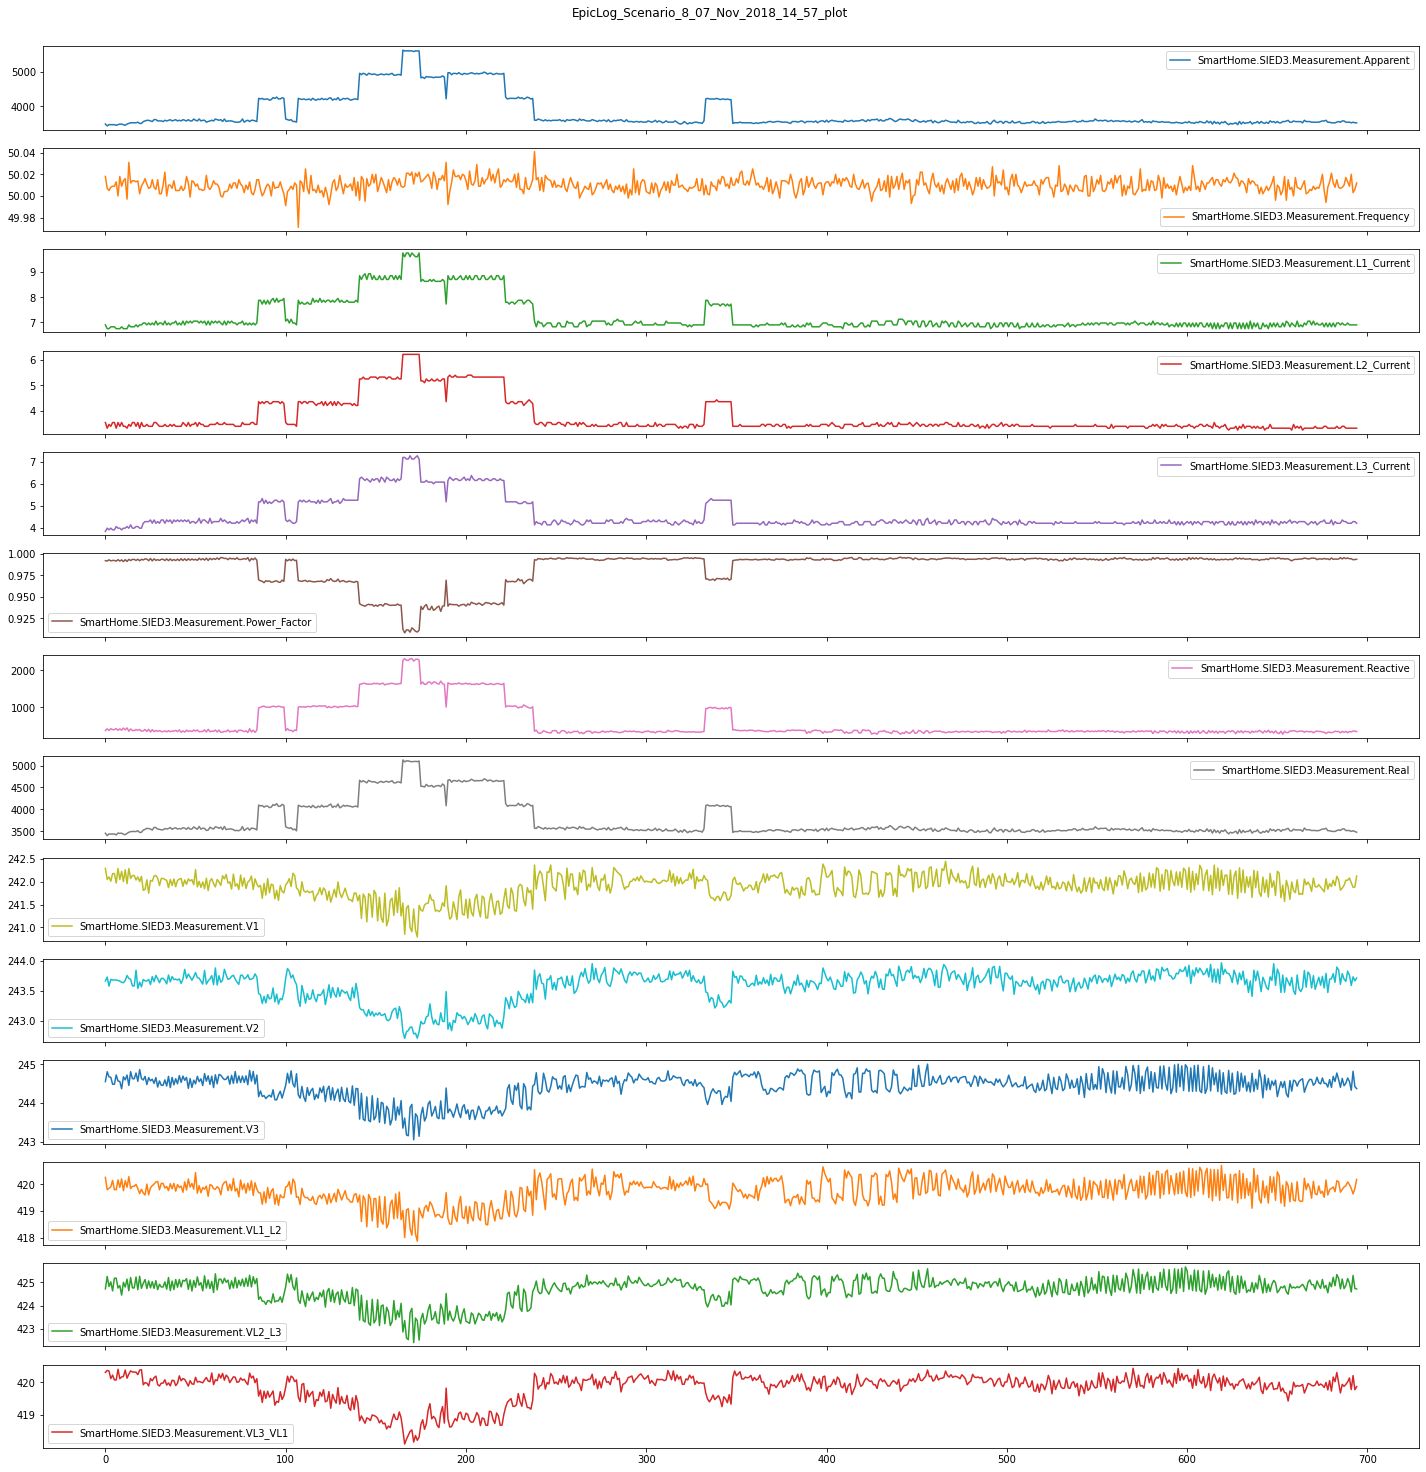 EpicLog_Scenario_8_07_Nov_2018_14_57_plot
5000
4000
SmartHome.SIED3.Measurement.Apparent
50.04
50.02
50.00
49.98
SmartHome.SIED3.Measurement.Frequency
9
8
7
SmartHome.SIED3.Measurement.L1_Current
6
5
4
SmartHome.SIED3.Measurement.L2_Current
7
6
5
4
SmartHome.SIED3.Measurement.L3_Current
1.000
0.975
0.950
0.925
SmartHome.SIED3.Measurement.Power_Factor
2000
1000
SmartHome.SIED3.Measurement.Reactive
5000
4500
4000
3500
SmartHome.SIED3.Measurement.Real
242.5
242.0
241.5
241.0
SmartHome.SIED3.Measurement.V1
244.0
243.5
243.0
SmartHome.SIED3.Measurement.V2
245
244
243
SmartHome.SIED3.Measurement.V3
420
419
418
SmartHome.SIED3.Measurement.VL1_L2
425
424
423
SmartHome.SIED3.Measurement.VL2_L3
420
419
SmartHome.SIED3.Measurement.VL3_VL1
0 100 200 300 400 500 600 700